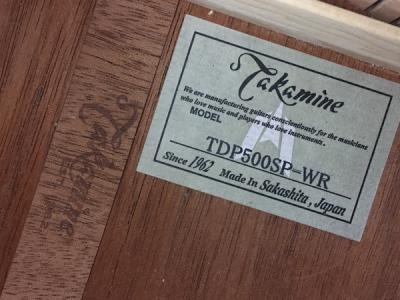 Takamine
We are manufacturing guitars conscientiously for the musicians
who love music and players who love instruments.
MODEL
TDP500SP-WR
Since 1962 Made In Sakashita, Japan
Takamine